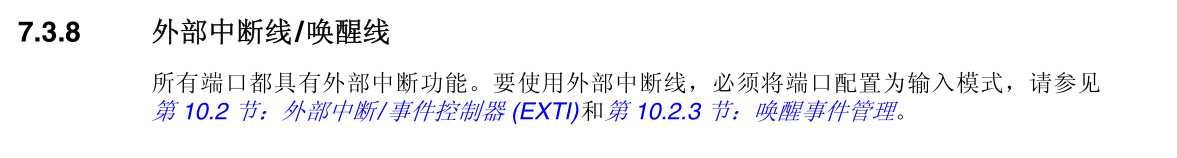 7.3.8 外部中断线/唤醒线
所有端口都具有外部中断功能。要使用外部中断线，必须将端口配置为输入模式，请参见
第 10.2 节：外部中断/事件控制器 (EXTI)和第 10.2.3 节：唤醒事件管理。